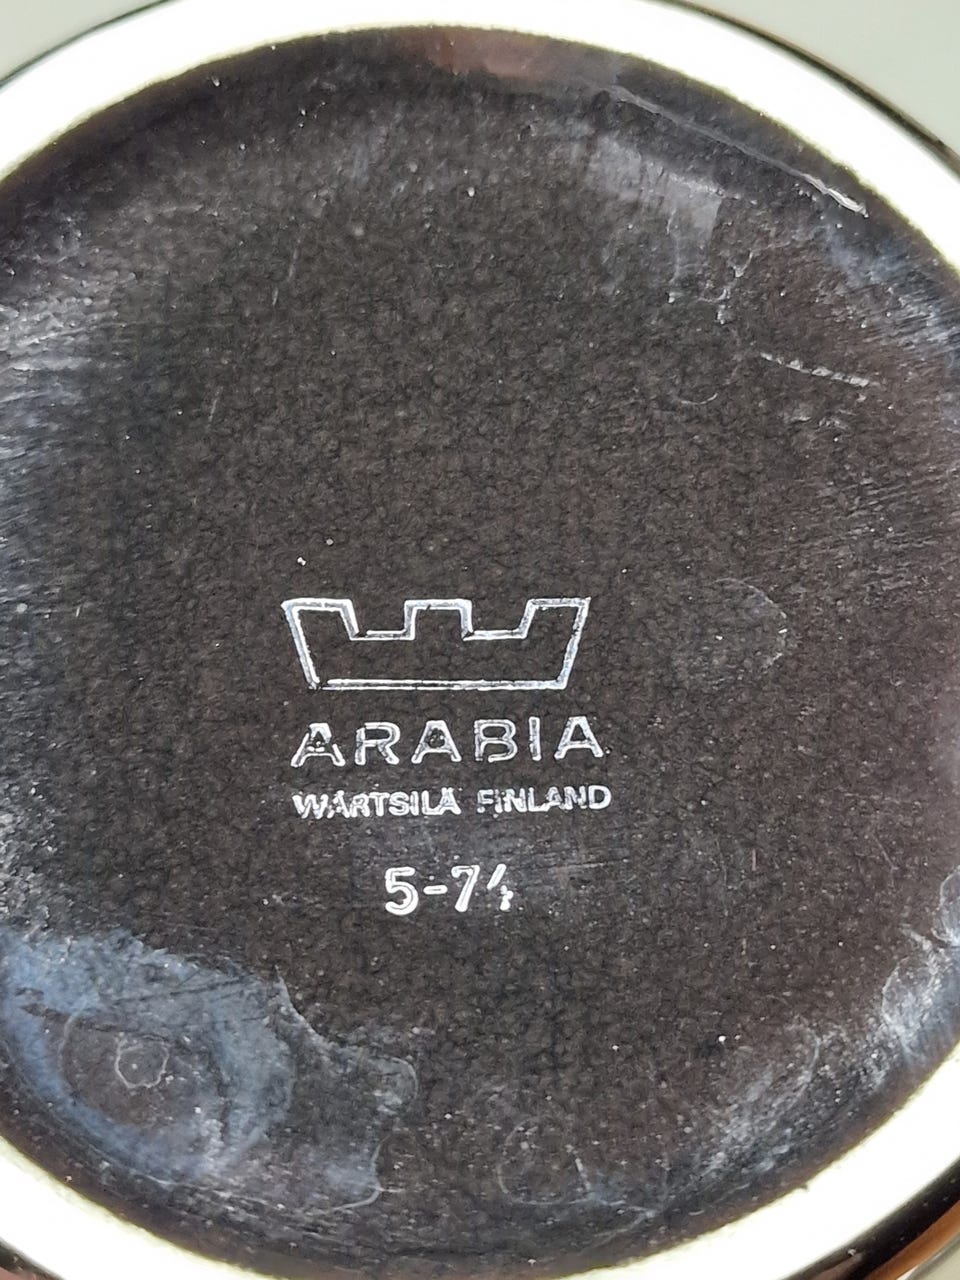 ARABIA
WÄRTSILÄ FINLAND
5-74